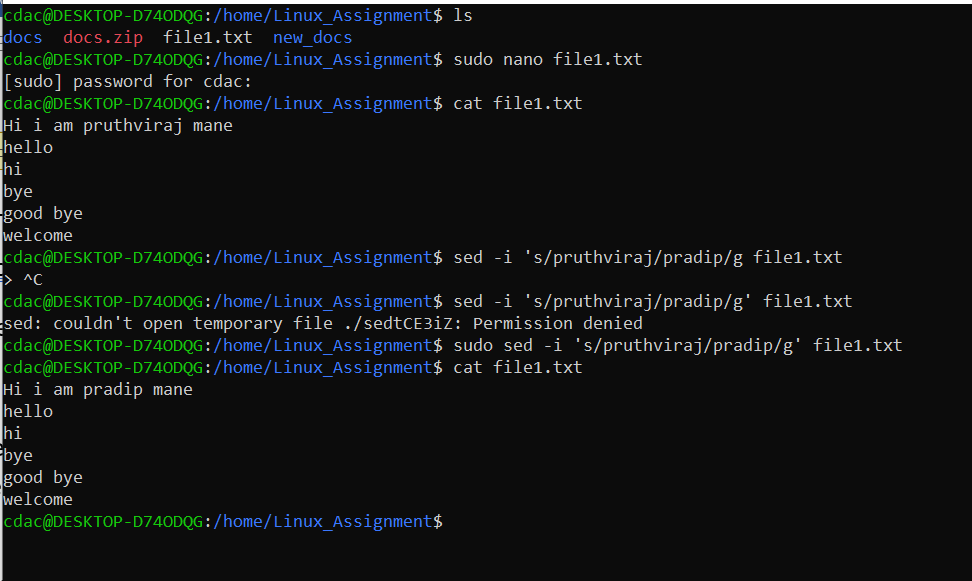 cdac@DESKTOP-D74ODQG:/home/Linux_Assignment$ ls
docs  docs.zip  file1.txt  new_docs
cdac@DESKTOP-D74ODQG:/home/Linux_Assignment$ sudo nano file1.txt
[sudo] password for cdac:
cdac@DESKTOP-D74ODQG:/home/Linux_Assignment$ cat file1.txt
Hi i am pruthviraj mane
hello
hi
bye
good bye
welcome
cdac@DESKTOP-D74ODQG:/home/Linux_Assignment$ sed -i 's/pruthviraj/pradip/g file1.txt
> ^C
cdac@DESKTOP-D74ODQG:/home/Linux_Assignment$ sed -i 's/pruthviraj/pradip/g' file1.txt
sed: couldn't open temporary file ./sedtCE3iZ: Permission denied
cdac@DESKTOP-D74ODQG:/home/Linux_Assignment$ sudo sed -i 's/pruthviraj/pradip/g' file1.txt
cdac@DESKTOP-D74ODQG:/home/Linux_Assignment$ cat file1.txt
Hi i am pradip mane
hello
hi
bye
good bye
welcome
cdac@DESKTOP-D74ODQG:/home/Linux_Assignment$